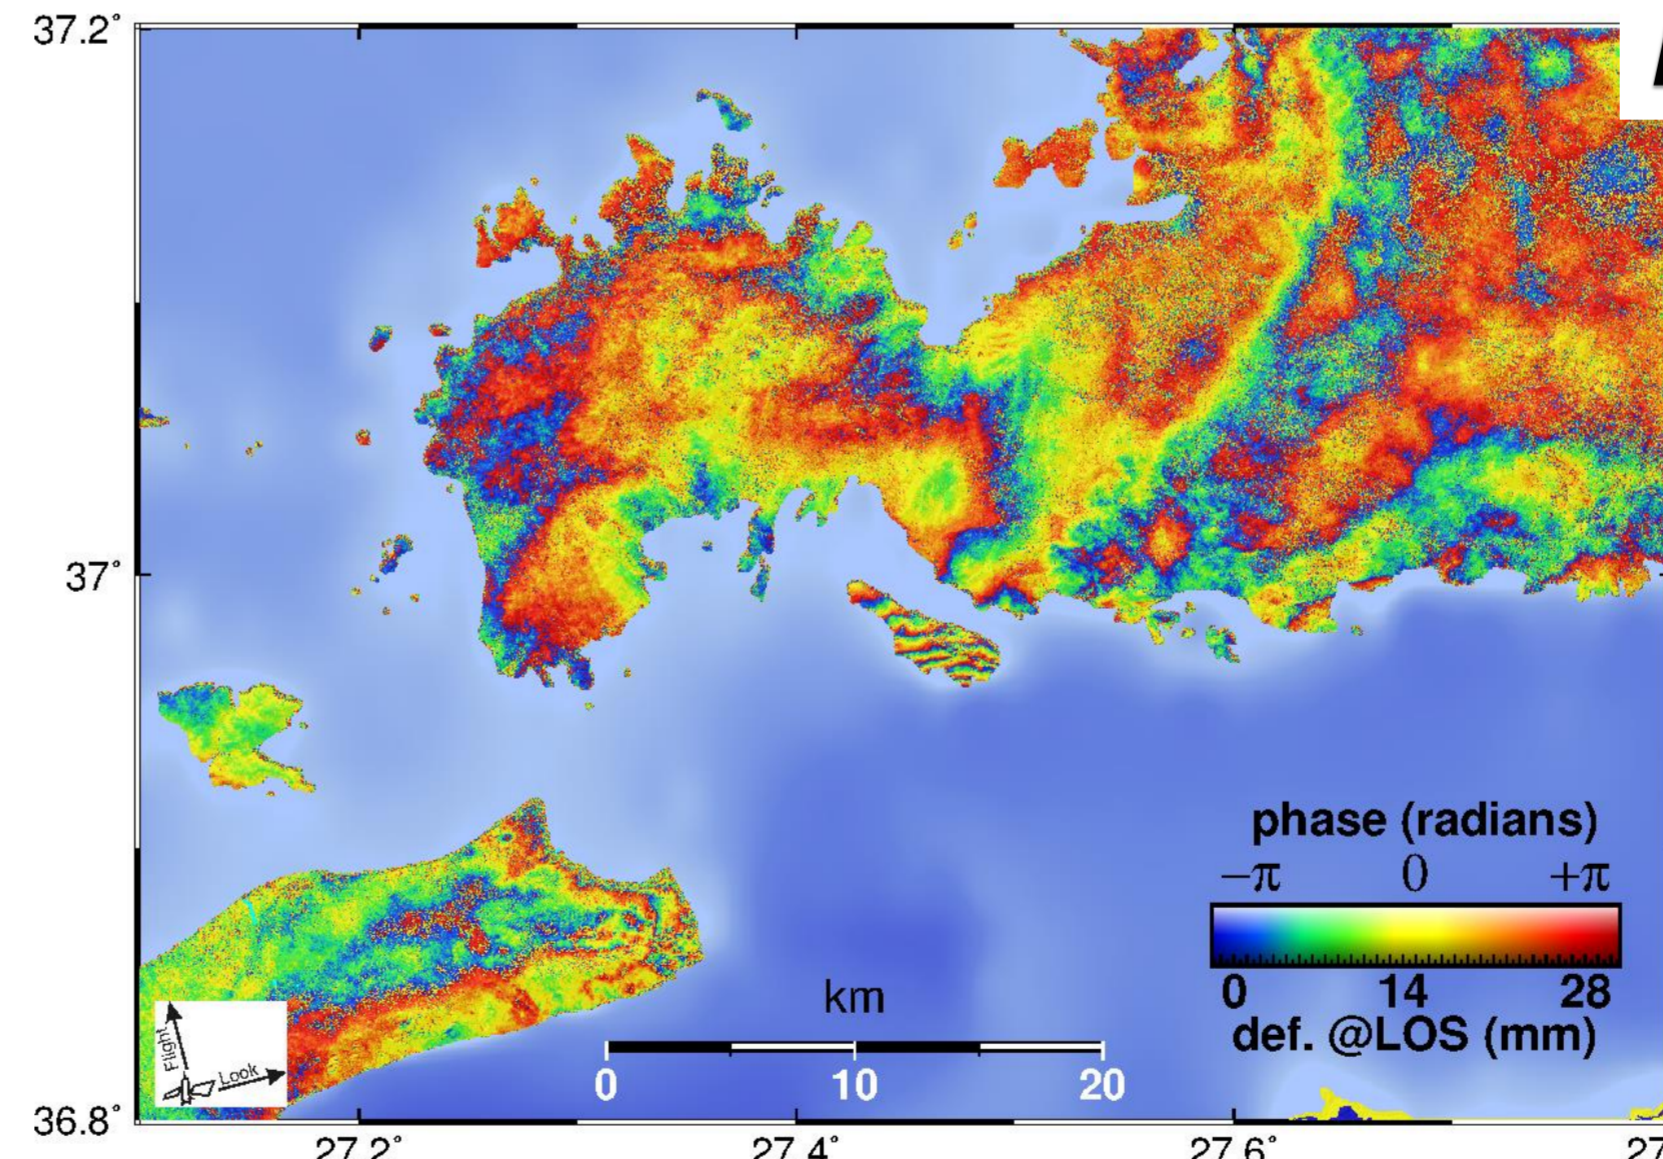 37.2°
37°
36.8°
27.2°
27.4°
27.6°
phase (radians)
−π 0 +π
0 14 28
def. @LOS (mm)
km
0 10 20
Flight
Look